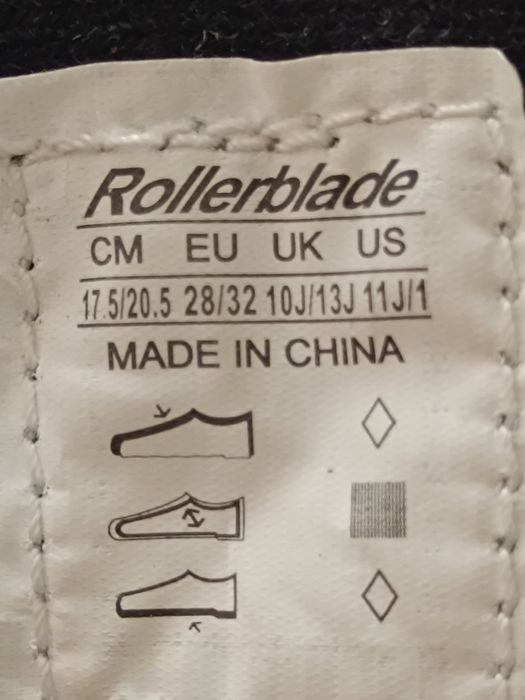 Rollerblade
CM EU UK US
17.5/20.5 28/32 10J/13J 11J/1
MADE IN CHINA